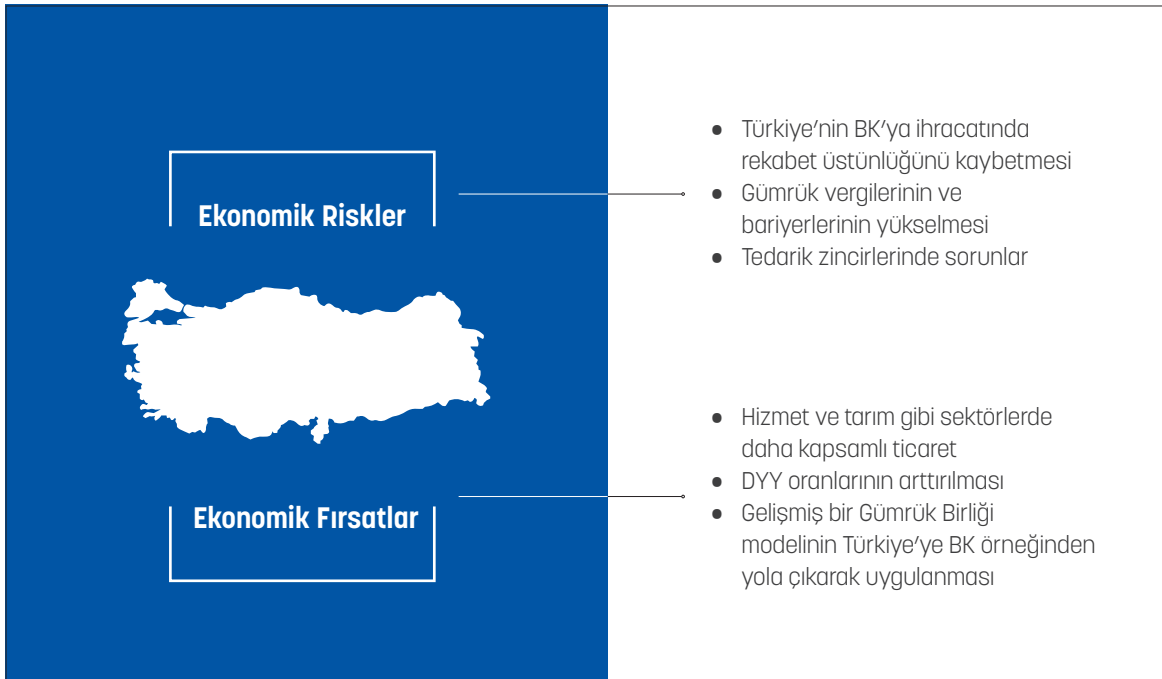 Ekonomik Riskler
● Türkiye’nin BK’ya ihracatında
rekabet üstünlüğünü kaybetmesi
● Gümrük vergilerinin ve
bariyerlerinin yükselmesi
● Tedarik zincirlerinde sorunlar
Ekonomik Fırsatlar
● Hizmet ve tarım gibi sektörlerde
daha kapsamlı ticaret
● DYY oranlarının arttırılması
● Gelişmiş bir Gümrük Birliği
modelinin Türkiye’ye BK örneğinden
yola çıkarak uygulanması